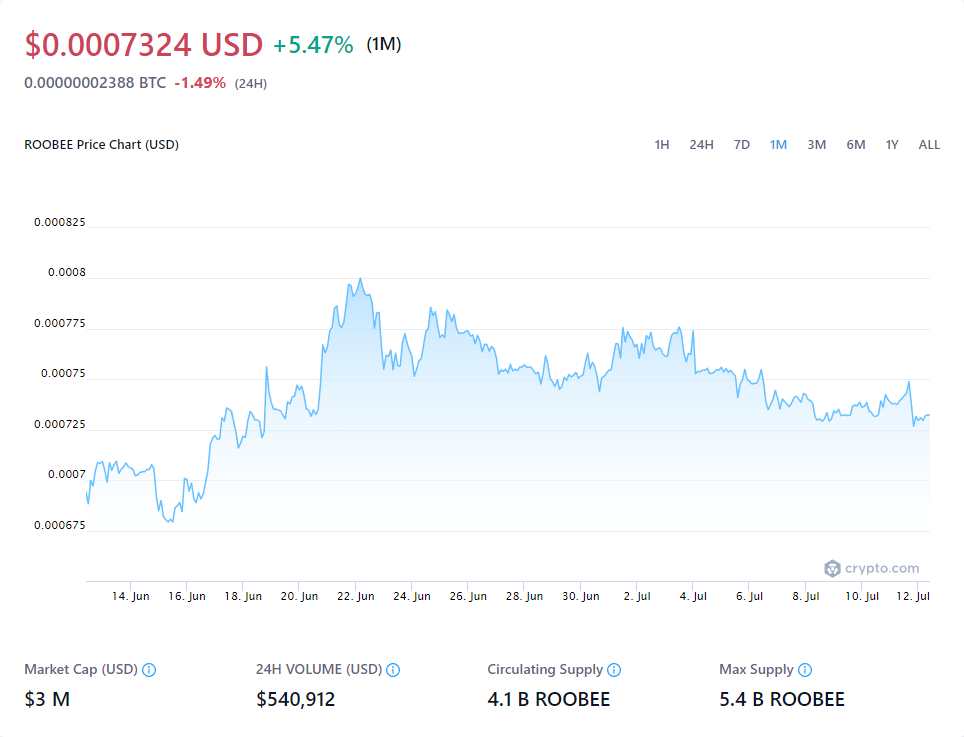 $0.0007324 USD +5.47% (1M)
0.00000002388 BTC -1.49% (24H)
ROOBEE Price Chart (USD) 1H 24H 7D 1M 3M 6M 1Y ALL
0.000825
0.0008
0.000775
0.00075
0.000725
0.0007
0.000675
crypto.com
14. Jun 16. Jun 18. Jun 20. Jun 22. Jun 24. Jun 26. Jun 28. Jun 30. Jun 2. Jul 4. Jul 6. Jul 8. Jul 10. Jul 12. Jul
Market Cap (USD) 24H VOLUME (USD) Circulating Supply Max Supply
$3 M $540,912 4.1 B ROOBEE 5.4 B ROOBEE